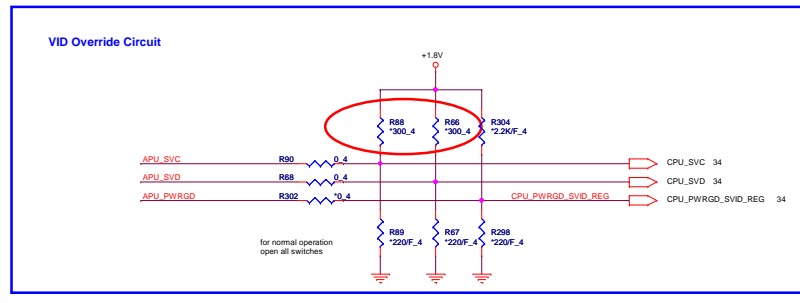 VID Override Circuit
+1.8V
R88
*300_4
R66
*300_4
R304
*2.2K/F_4
APU_SVC
R90
0_4
CPU_SVC 34
APU_SVD
R68
0_4
CPU_SVD 34
APU_PWRGD
R302
*0_4
CPU_PWRGD_SVID_REG
CPU_PWRGD_SVID_REG 34
R89
*220/F_4
R67
*220/F_4
R298
*220/F_4
for normal operation
open all switches